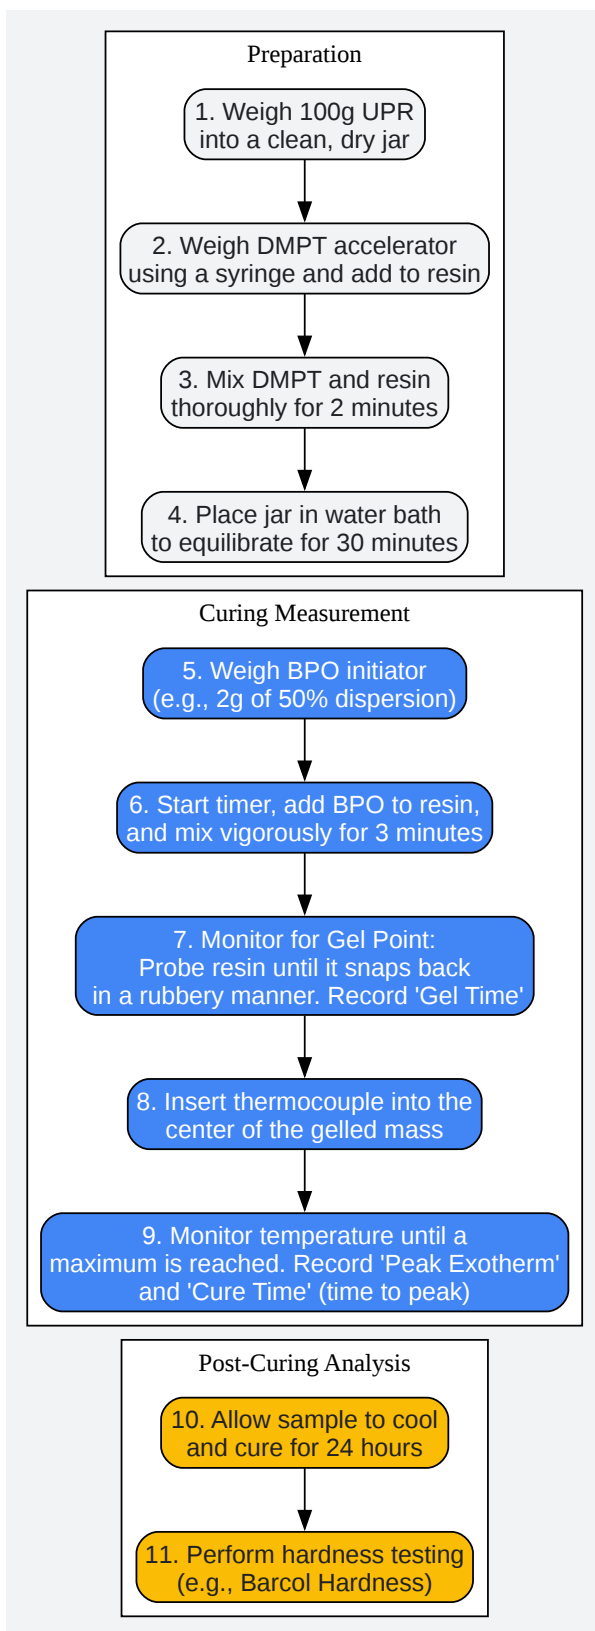 Preparation
1. Weigh 100g UPR
into a clean, dry jar
2. Weigh DMPT accelerator
using a syringe and add to resin
3. Mix DMPT and resin
thoroughly for 2 minutes
4. Place jar in water bath
to equilibrate for 30 minutes
Curing Measurement
5. Weigh BPO initiator
(e.g., 2g of 50% dispersion)
6. Start timer, add BPO to resin,
and mix vigorously for 3 minutes
7. Monitor for Gel Point:
Probe resin until it snaps back
in a rubbery manner. Record 'Gel Time'
8. Insert thermocouple into the
center of the gelled mass
9. Monitor temperature until a
maximum is reached. Record 'Peak Exotherm'
and 'Cure Time' (time to peak)
Post-Curing Analysis
10. Allow sample to cool
and cure for 24 hours
11. Perform hardness testing
(e.g., Barcol Hardness)